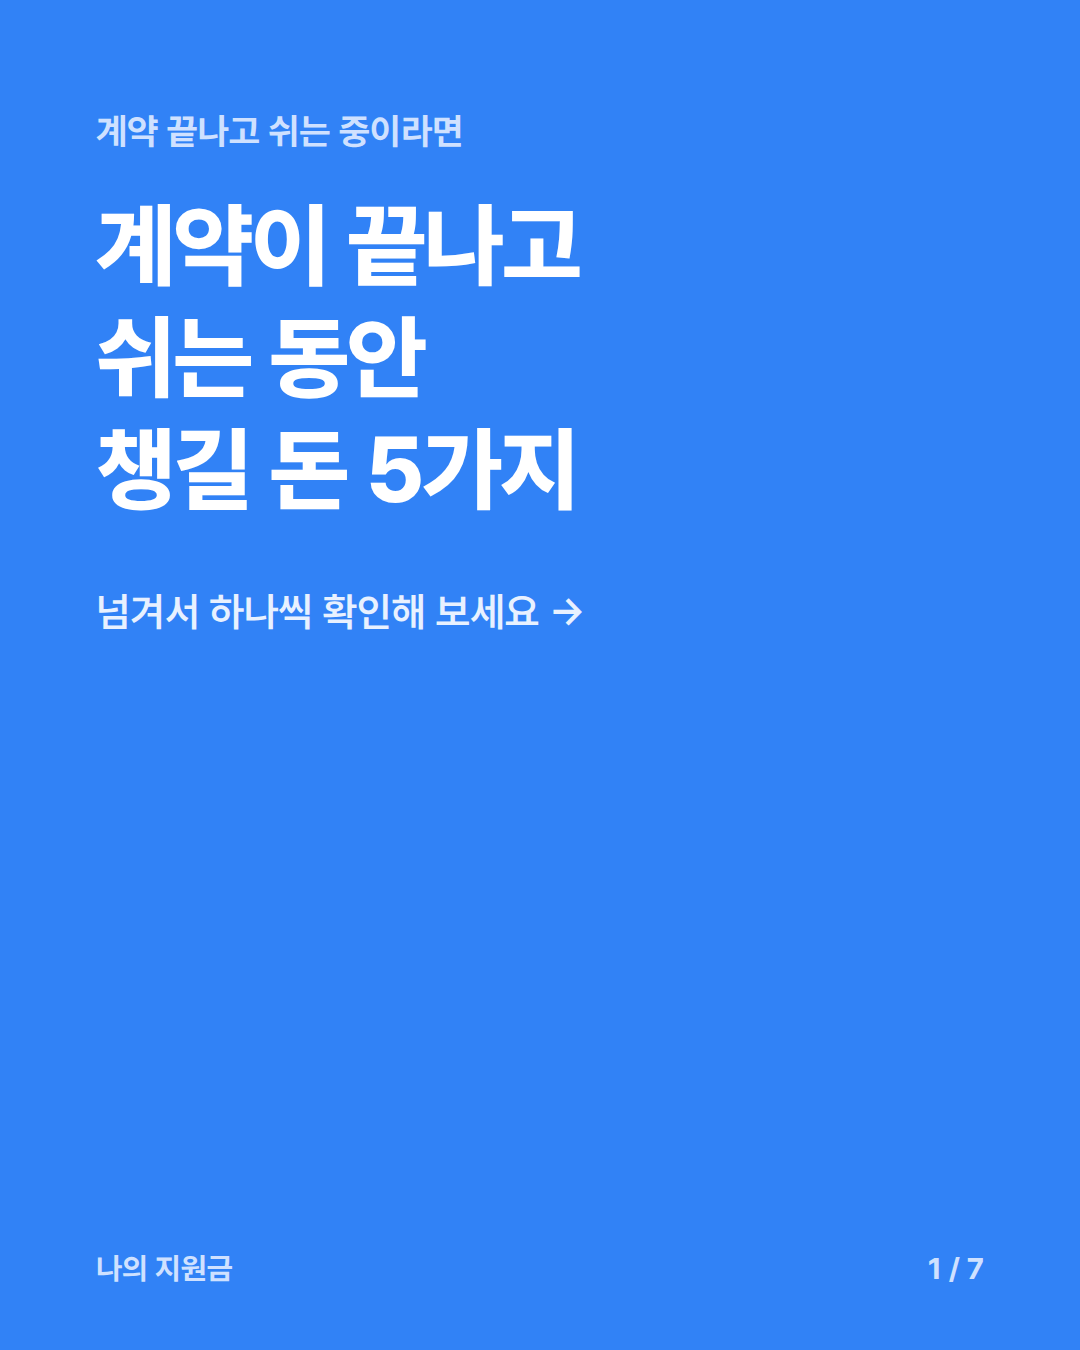 계약 끝나고 쉬는 중이라면
계약이 끝나고
쉬는 동안
챙길 돈 5가지
넘겨서 하나씩 확인해 보세요 →
나의 지원금
1 / 7